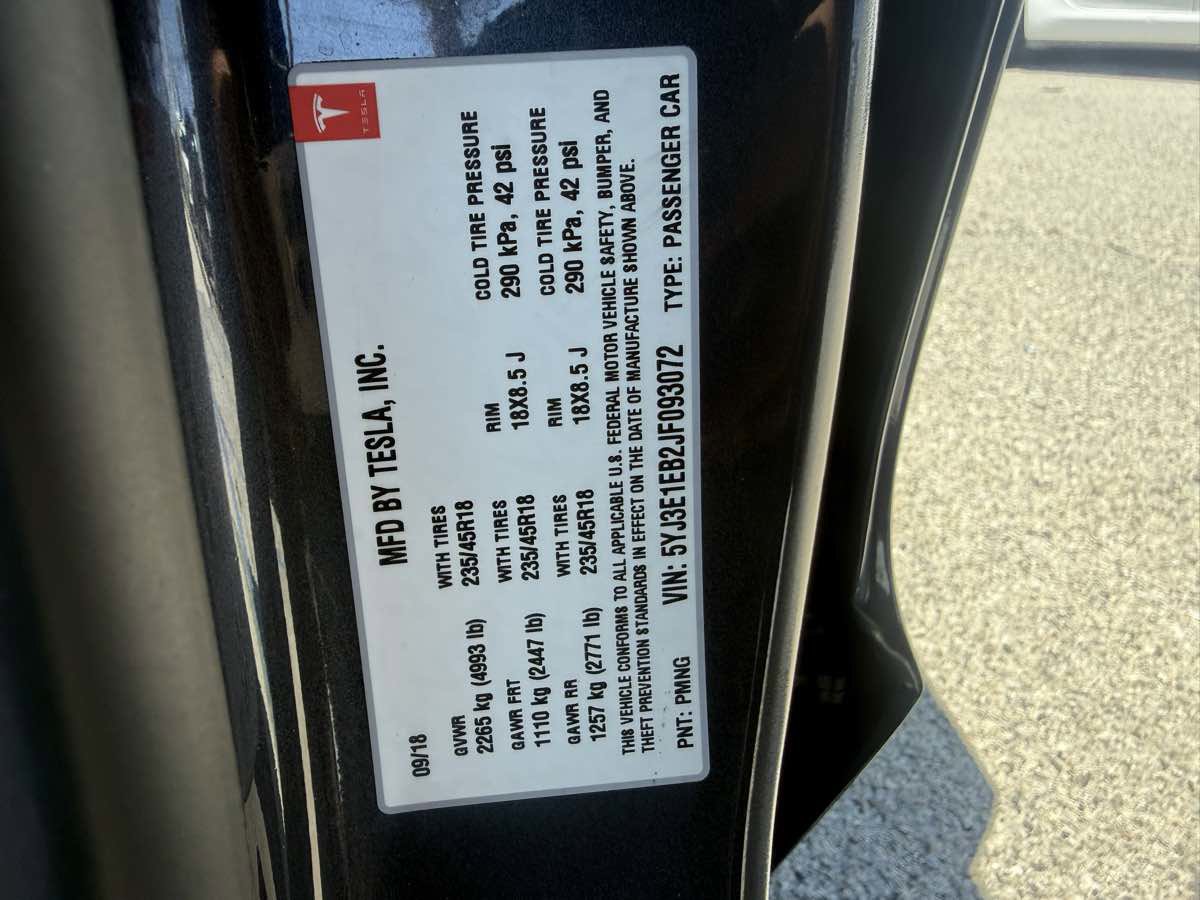 TESLA
MFD BY TESLA, INC.
09/18
GVWR WITH TIRES RIM COLD TIRE PRESSURE
2265 kg (4993 lb) 235/45R18 18X8.5 J 290 kPa, 42 psi
GAWR FRT WITH TIRES RIM COLD TIRE PRESSURE
1110 kg (2447 lb) 235/45R18 18X8.5 J 290 kPa, 42 psi
GAWR RR WITH TIRES
1257 kg (2771 lb) 235/45R18
THIS VEHICLE CONFORMS TO ALL APPLICABLE U.S. FEDERAL MOTOR VEHICLE SAFETY, BUMPER, AND
THEFT PREVENTION STANDARDS IN EFFECT ON THE DATE OF MANUFACTURE SHOWN ABOVE.
PNT: PMNG VIN: 5YJ3E1EB2JF093072 TYPE: PASSENGER CAR